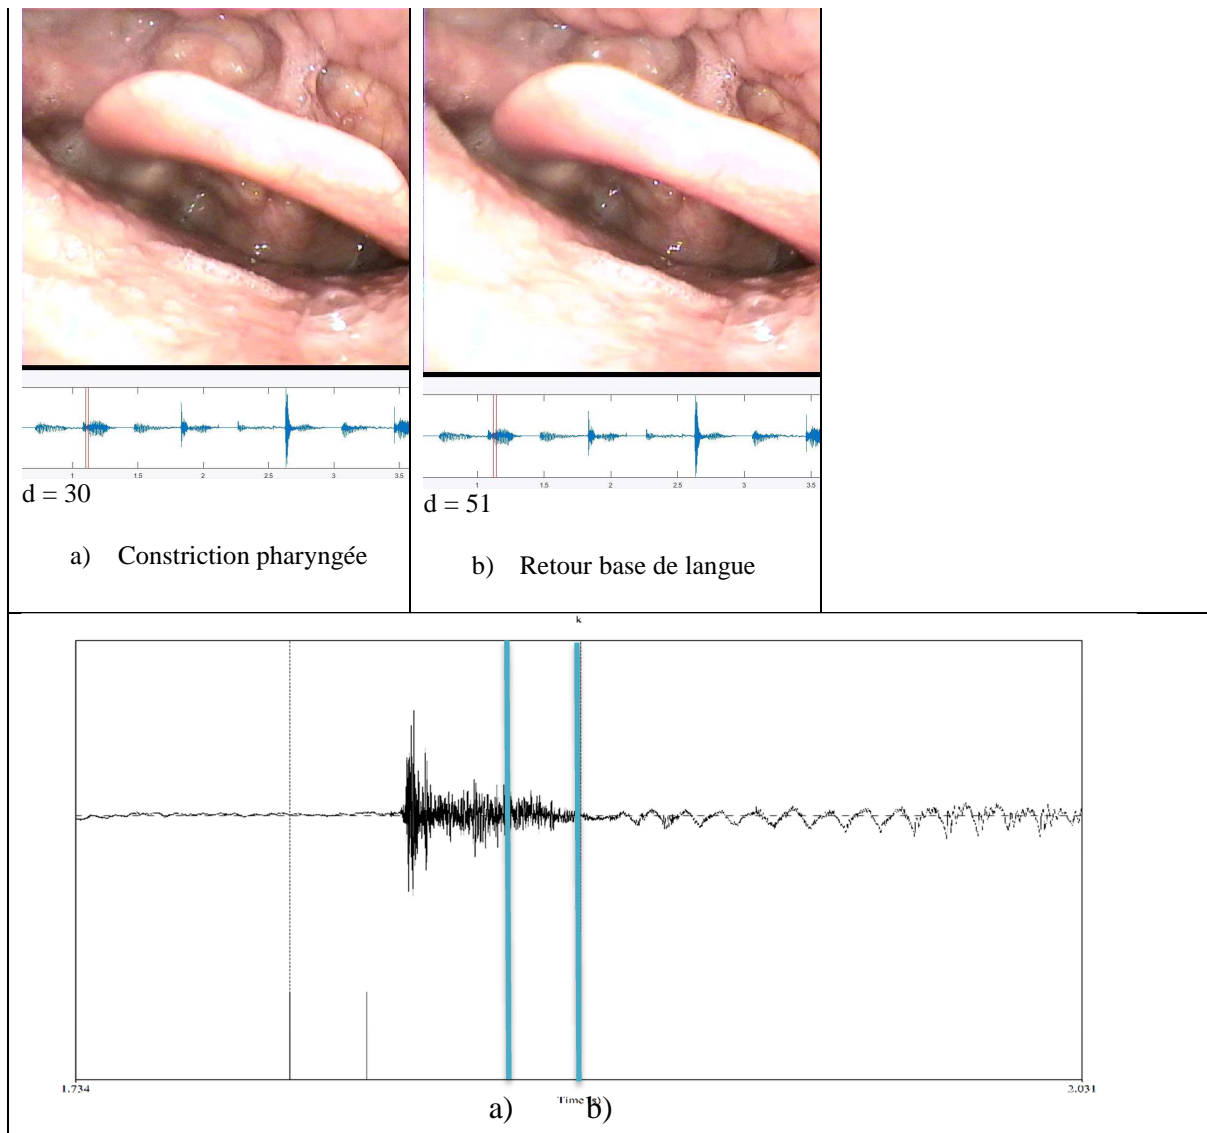 1 1.5 2 2.5 3 3.5
1 1.5 2 2.5 3 3.5
d = 30
d = 51
a) Constriction pharyngée
b) Retour base de langue
k
1.734 2.031
Time (s)
a) b)